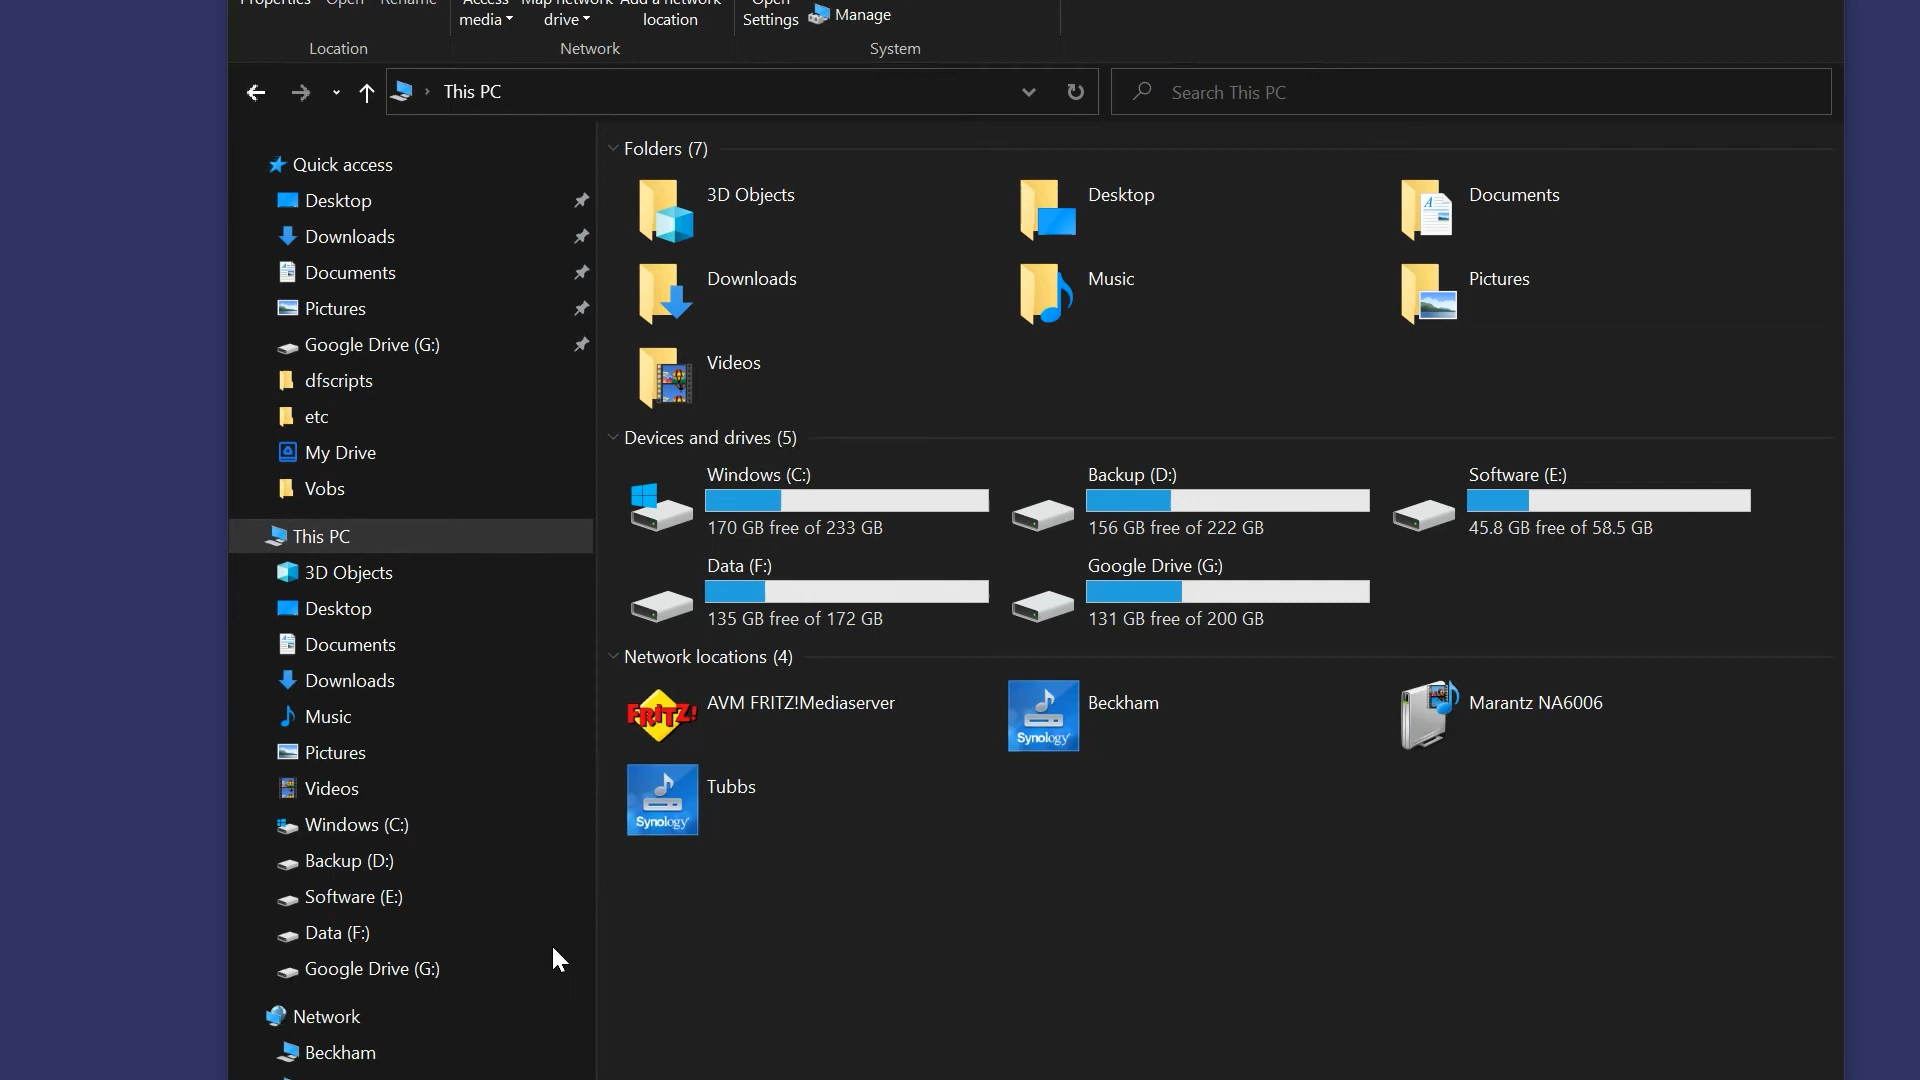 Properties Open Rename Access Map network Add a network Open
media drive location Settings Manage
Location Network System
This PC
Search This PC
Quick access
Desktop
Downloads
Documents
Pictures
Google Drive (G:)
dfscripts
etc
My Drive
Vobs
This PC
3D Objects
Desktop
Documents
Downloads
Music
Pictures
Videos
Windows (C:)
Backup (D:)
Software (E:)
Data (F:)
Google Drive (G:)
Network
Beckham
Folders (7)
3D Objects
Desktop
Documents
Downloads
Music
Pictures
Videos
Devices and drives (5)
Windows (C:)
170 GB free of 233 GB
Backup (D:)
156 GB free of 222 GB
Software (E:)
45.8 GB free of 58.5 GB
Data (F:)
135 GB free of 172 GB
Google Drive (G:)
131 GB free of 200 GB
Network locations (4)
FRITZ!
AVM FRITZ!Mediaserver
Synology
Beckham
Marantz NA6006
Synology
Tubbs